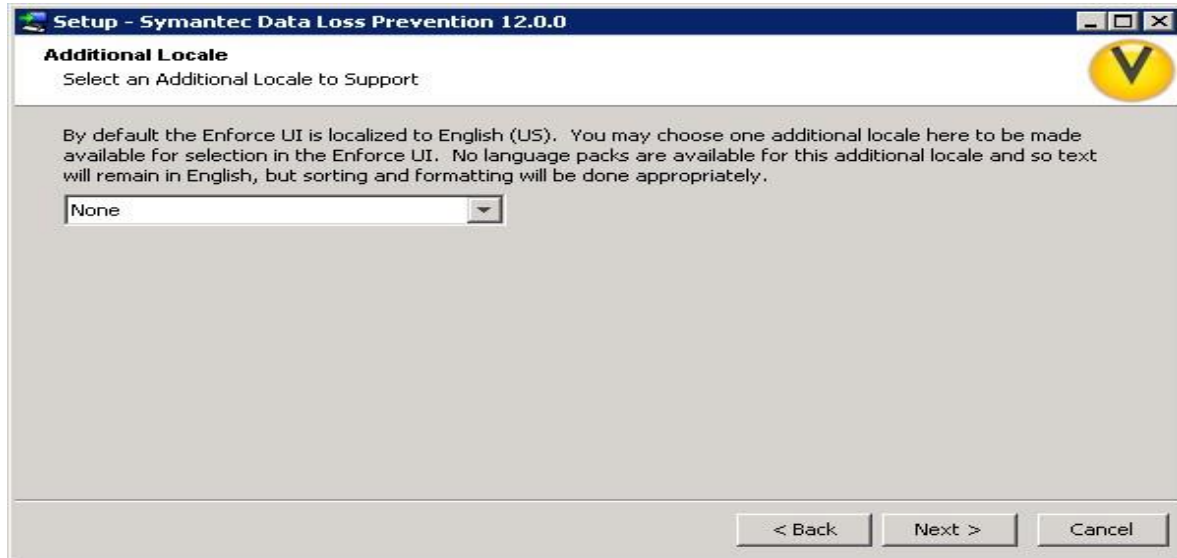 Setup - Symantec Data Loss Prevention 12.0.0
Additional Locale
Select an Additional Locale to Support
By default the Enforce UI is localized to English (US). You may choose one additional locale here to be made
available for selection in the Enforce UI. No language packs are available for this additional locale and so text
will remain in English, but sorting and formatting will be done appropriately.
None
< Back Next > Cancel